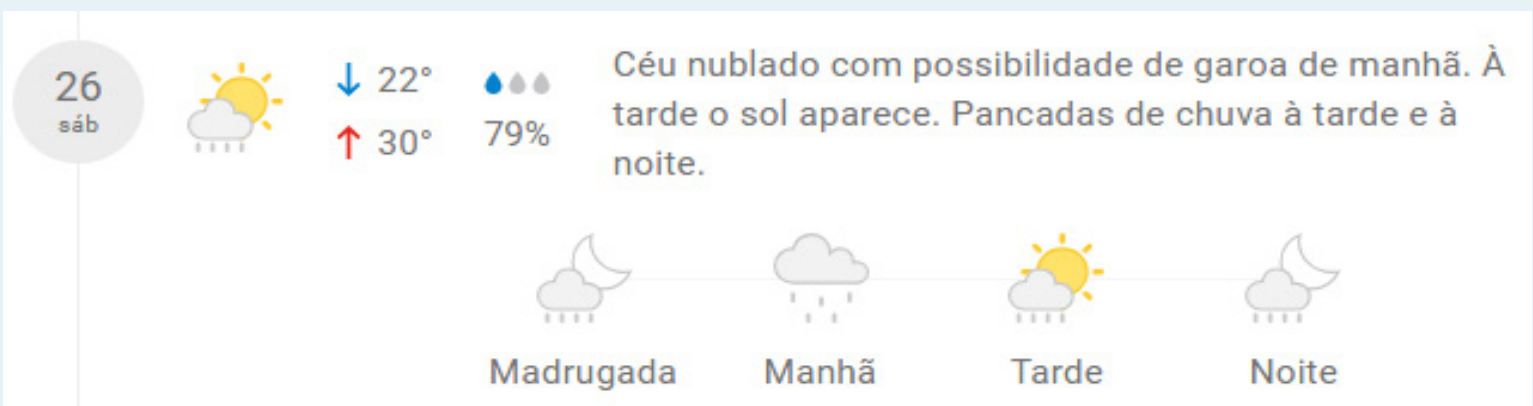 26
sáb
↓ 22°
↑ 30°
79%
Céu nublado com possibilidade de garoa de manhã. À
tarde o sol aparece. Pancadas de chuva à tarde e à
noite.
Madrugada
Manhã
Tarde
Noite